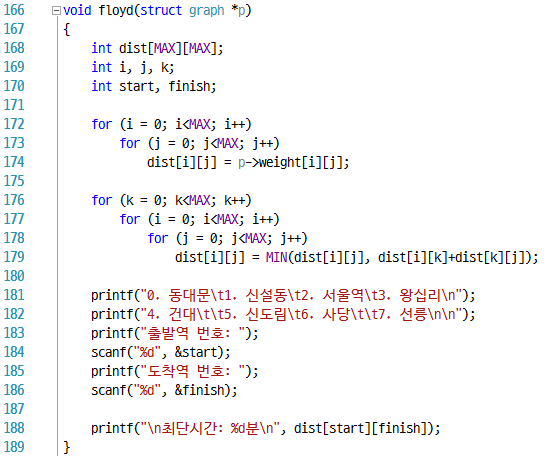 166 void floyd(struct graph *p)
167 {
168     int dist[MAX][MAX];
169     int i, j, k;
170     int start, finish;
171
172     for (i = 0; i<MAX; i++)
173         for (j = 0; j<MAX; j++)
174             dist[i][j] = p->weight[i][j];
175
176     for (k = 0; k<MAX; k++)
177         for (i = 0; i<MAX; i++)
178             for (j = 0; j<MAX; j++)
179                 dist[i][j] = MIN(dist[i][j], dist[i][k]+dist[k][j]);
180
181     printf("0. 동대문\t1. 신설동\t2. 서울역\t3. 왕십리\n");
182     printf("4. 건대\t\t5. 신도림\t6. 사당\t\t7. 선릉\n\n");
183     printf("출발역 번호: ");
184     scanf("%d", &start);
185     printf("도착역 번호: ");
186     scanf("%d", &finish);
187
188     printf("\n최단시간: %d분\n", dist[start][finish]);
189 }